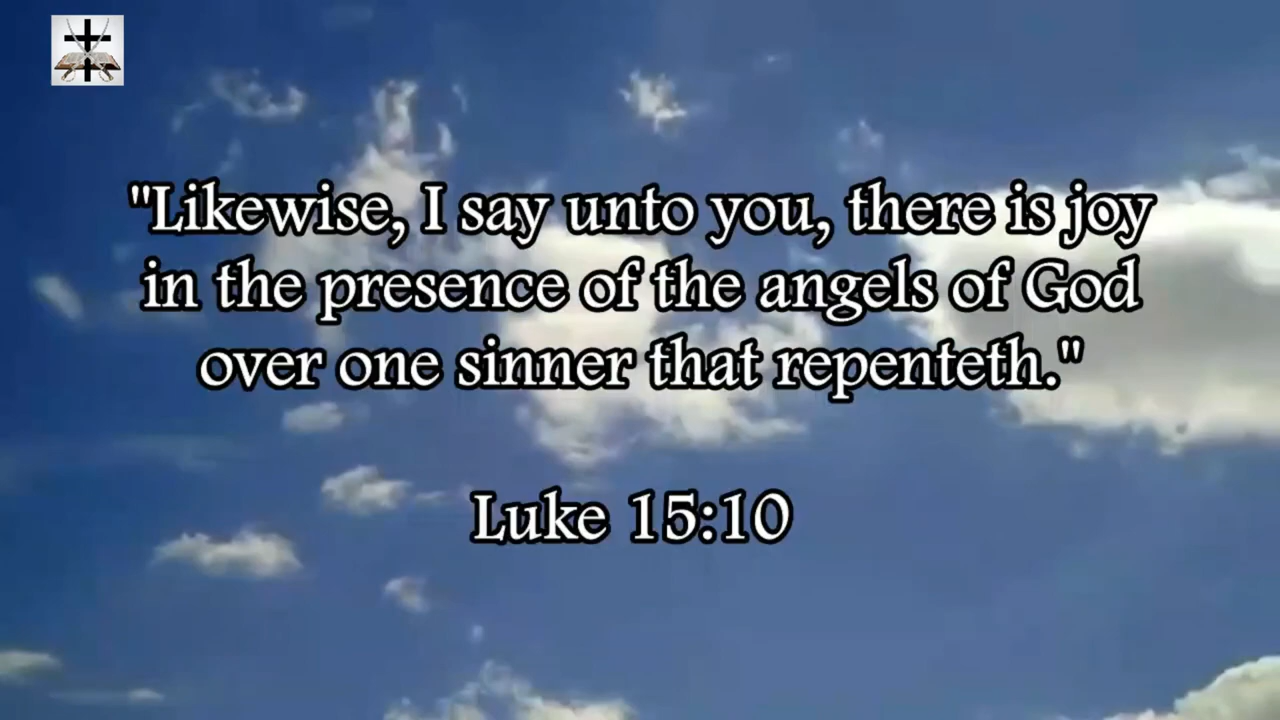 "Likewise, I say unto you, there is joy
in the presence of the angels of God
over one sinner that repenteth."
Luke 15:10